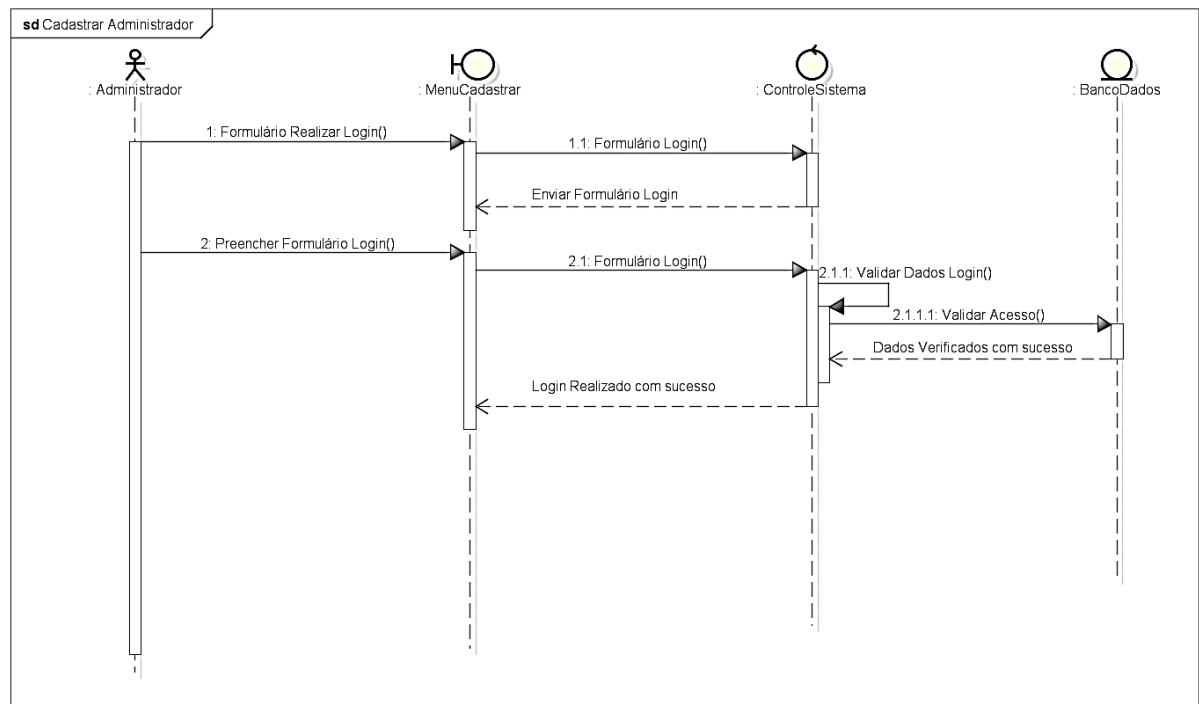 sd Cadastrar Administrador
: Administrador
: MenuCadastrar
: ControleSistema
: BancoDados
1: Formulário Realizar Login()
1.1: Formulário Login()
Enviar Formulário Login
2: Preencher Formulário Login()
2.1: Formulário Login()
2.1.1: Validar Dados Login()
2.1.1.1: Validar Acesso()
Dados Verificados com sucesso
Login Realizado com sucesso